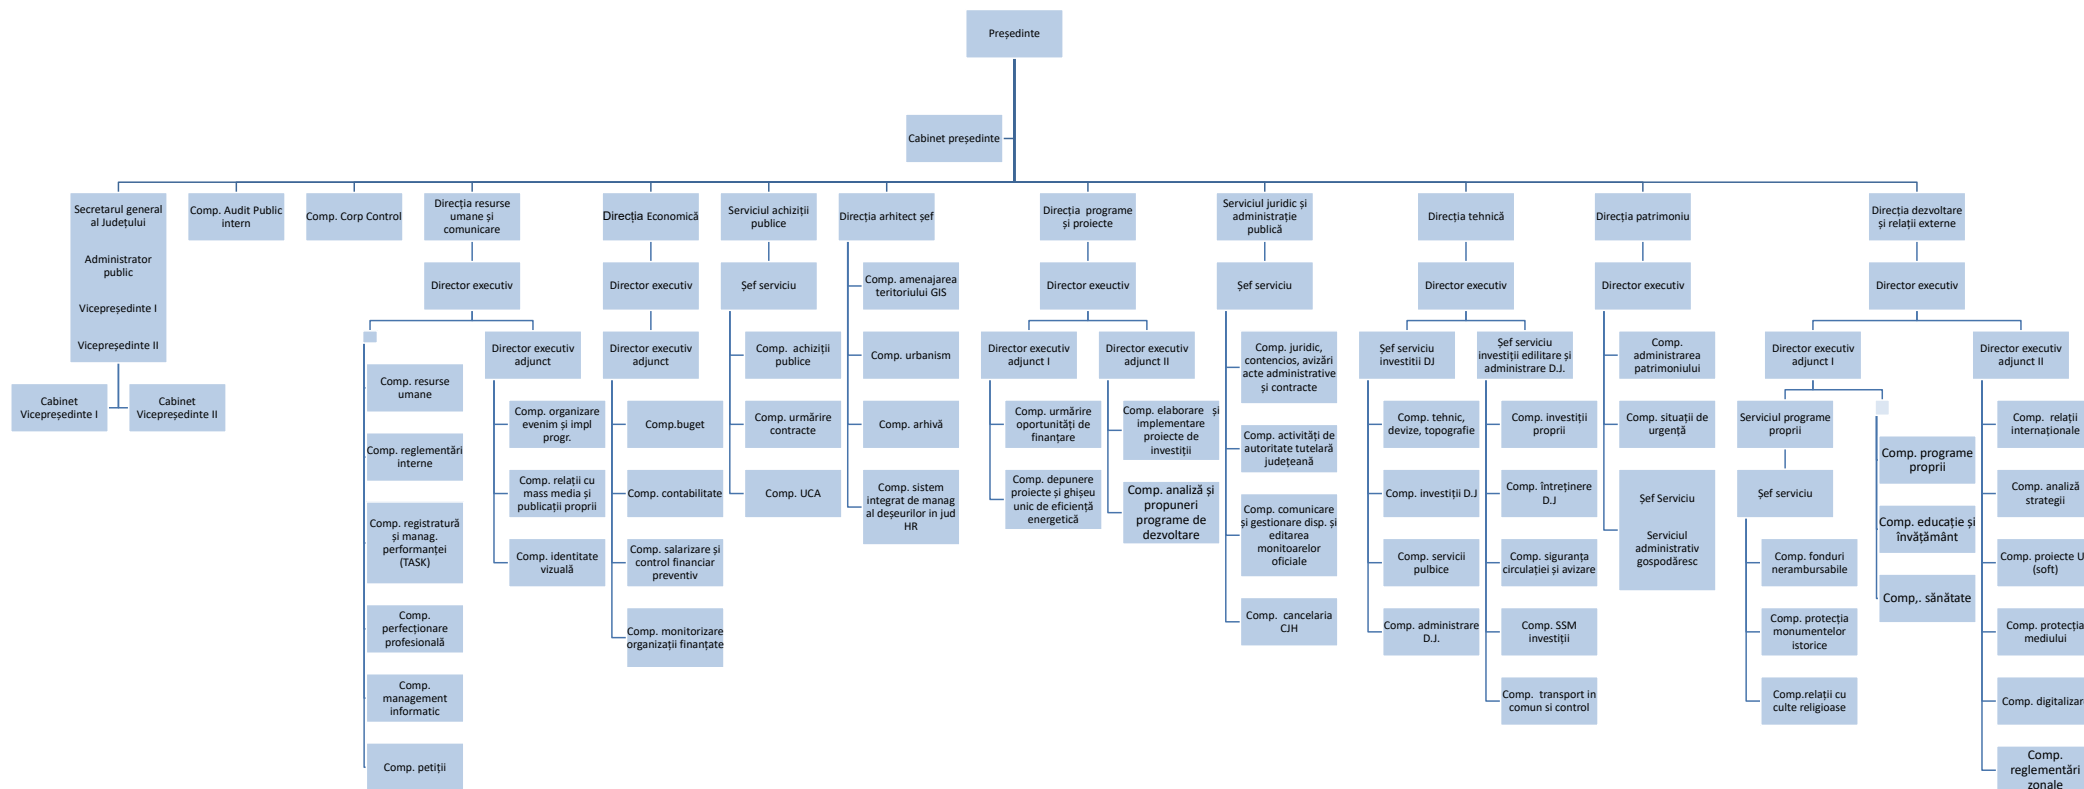 Președinte
Cabinet președinte
Secretarul general
al Județului
Administrator
public
Vicepreședinte I
Vicepreședinte II
Cabinet
Vicepreședinte I
Cabinet
Vicepreședinte II
Comp. Audit Public
intern
Comp. Corp Control
Direcția resurse
umane și
comunicare
Director executiv
Comp. resurse
umane
Comp. reglementări
interne
Comp. registratură
și manag.
performanței
(TASK)
Comp.
perfecționare
profesională
Comp.
management
informatic
Comp. petiții
Director executiv
adjunct
Comp. organizare
evenim și impl
progr.
Comp. relații cu
mass media și
publicații proprii
Comp. identitate
vizuală
Direcția Economică
Director executiv
Director executiv
adjunct
Comp.buget
Comp. contabilitate
Comp. salarizare și
control financiar
preventiv
Comp. monitorizare
organizații finanțate
Serviciul achiziții
publice
Șef serviciu
Comp. achiziții
publice
Comp. urmărire
contracte
Comp. UCA
Direcția arhitect șef
Comp. amenajarea
teritoriului GIS
Comp. urbanism
Comp. arhivă
Comp. sistem
integrat de manag
al deșeurilor in jud
HR
Direcția programe
și proiecte
Director exeuctiv
Director executiv
adjunct I
Comp. urmărire
oportunități de
finanțare
Comp. depunere
proiecte și ghișeu
unic de eficiență
energetică
Director executiv
adjunct II
Comp. elaborare și
implementare
proiecte de
investiții
Comp. analiză și
propuneri
programe de
dezvoltare
Serviciul juridic și
administrație
publică
Șef serviciu
Comp. juridic,
contencios, avizări
acte administrative
și contracte
Comp. activități de
autoritate tutelară
județeană
Comp. comunicare
și gestionare disp. și
editarea
monitoarelor
oficiale
Comp. cancelaria
CJH
Direcția tehnică
Director executiv
Șef serviciu
investitii DJ
Comp. tehnic,
devize, topografie
Comp. investiții D.J
Comp. servicii
pulbice
Comp. administrare
D.J.
Șef serviciu
investiții edilitare și
administrare D.J.
Comp. investiții
proprii
Comp. întreținere
D.J
Comp. siguranța
circulației și avizare
Comp. SSM
investiții
Comp. transport in
comun si control
Direcția patrimoniu
Director executiv
Comp.
administrarea
patrimoniului
Comp. situații de
urgență
Șef Serviciu
Serviciul
administrativ
gospodăresc
Direcția dezvoltare
și relații externe
Director executiv
Director executiv
adjunct I
Serviciul programe
proprii
Șef serviciu
Comp. fonduri
nerambursabile
Comp. protecția
monumentelor
istorice
Comp.relații cu
culte religioase
Comp. programe
proprii
Comp. educație și
învățământ
Comp,. sănătate
Director executiv
adjunct II
Comp. relații
internaționale
Comp. analiză
strategii
Comp. proiecte U
(soft)
Comp. protecția
mediului
Comp. digitalizar
Comp.
reglementări
zonale